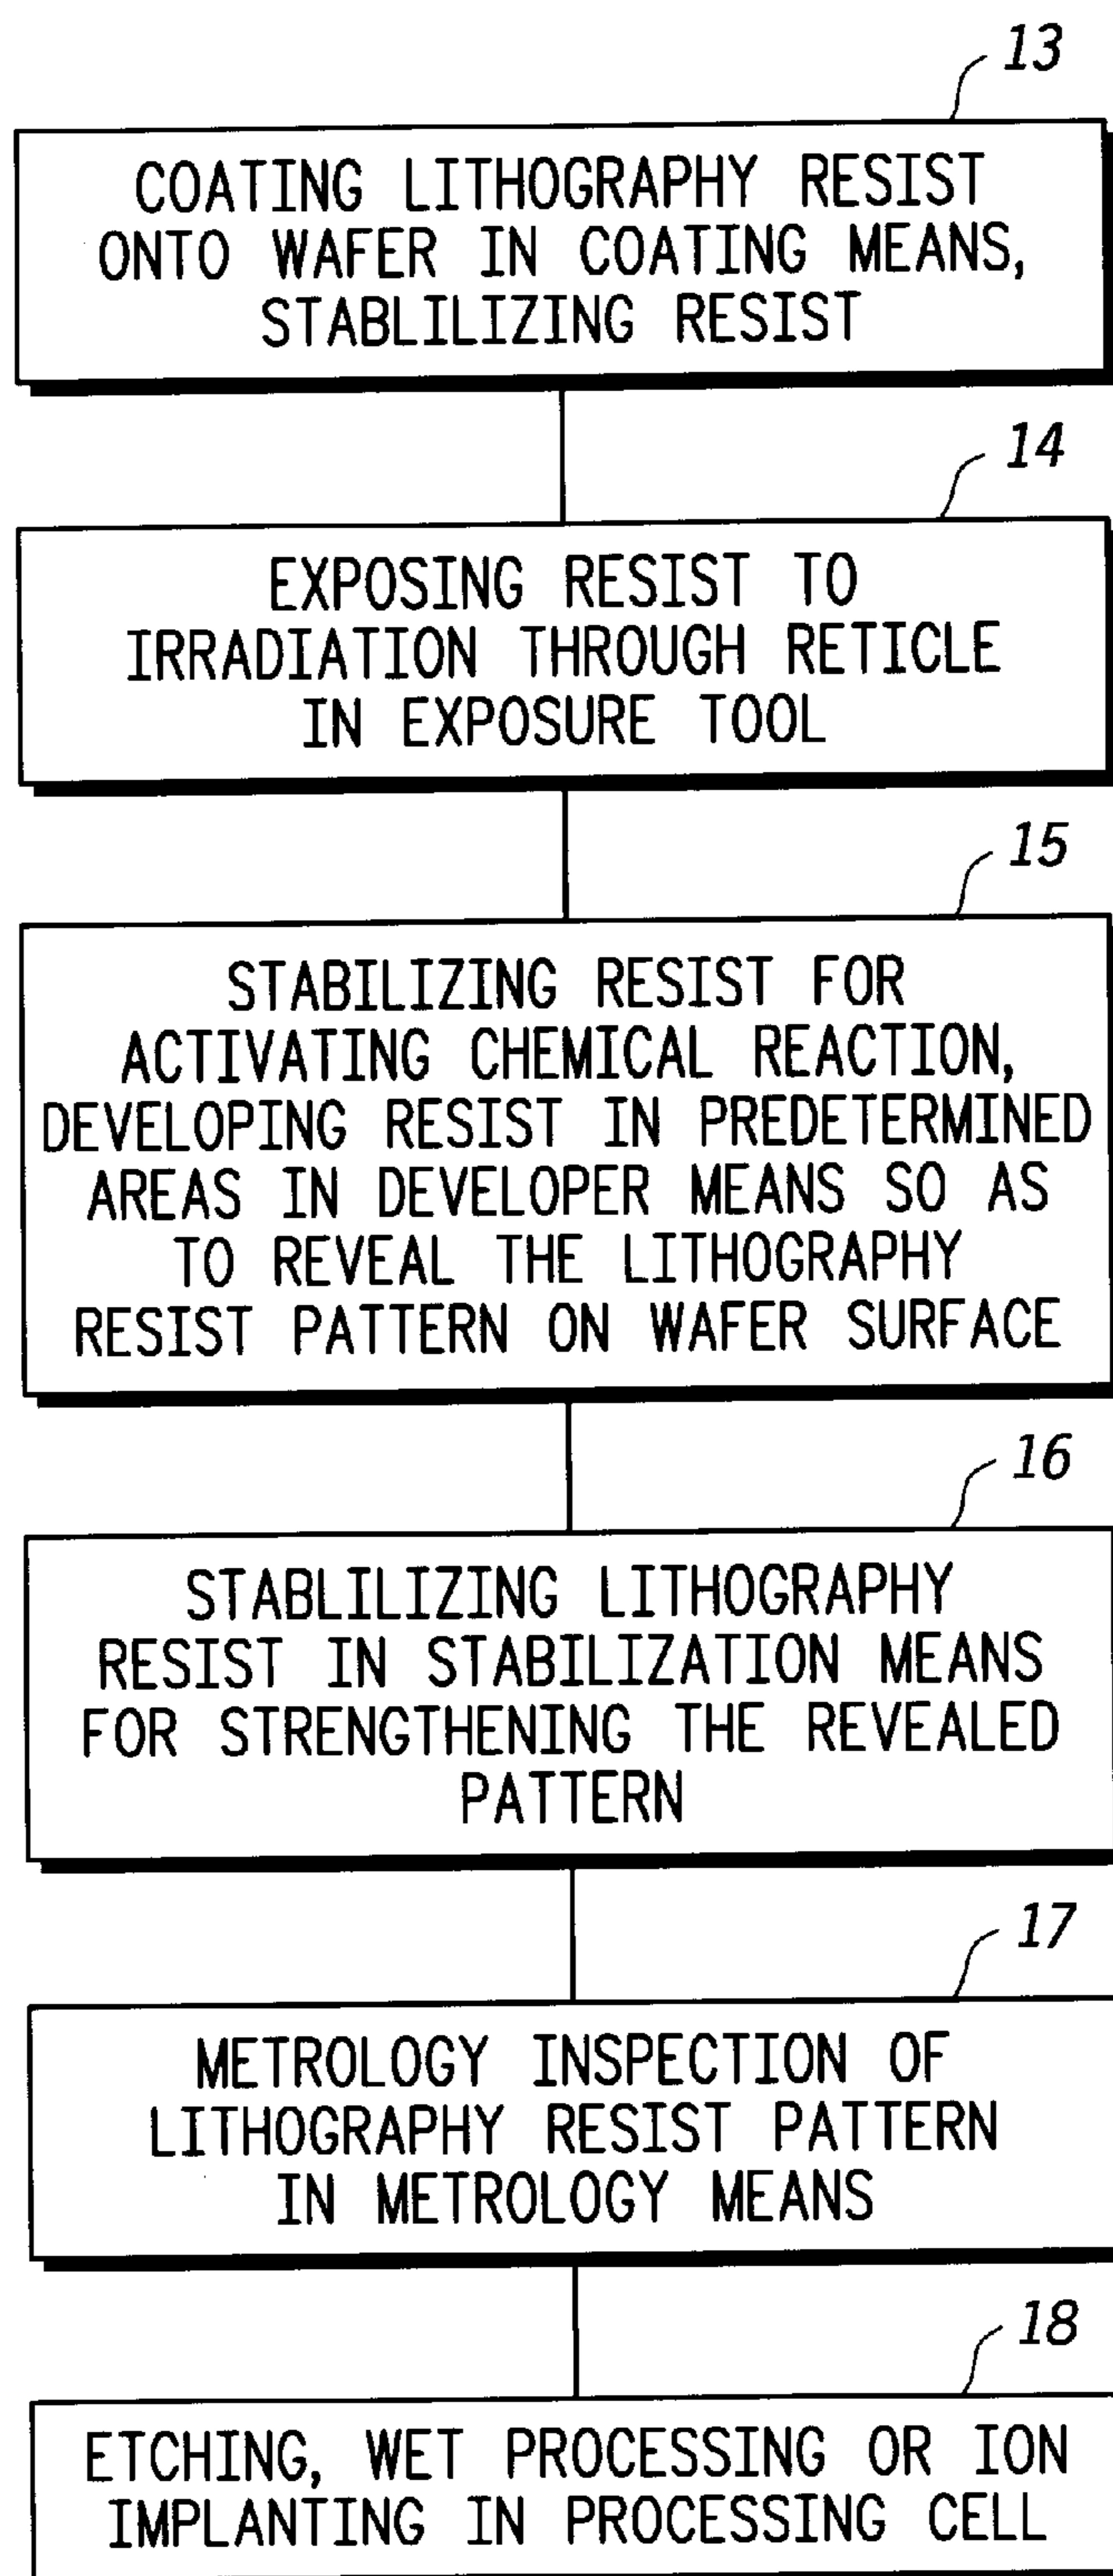 13
COATING LITHOGRAPHY RESIST
ONTO WAFER IN COATING MEANS,
STABLILIZING RESIST
14
EXPOSING RESIST TO
IRRADIATION THROUGH RETICLE
IN EXPOSURE TOOL
15
STABILIZING RESIST FOR
ACTIVATING CHEMICAL REACTION,
DEVELOPING RESIST IN PREDETERMINED
AREAS IN DEVELOPER MEANS SO AS
TO REVEAL THE LITHOGRAPHY
RESIST PATTERN ON WAFER SURFACE
16
STABLILIZING LITHOGRAPHY
RESIST IN STABILIZATION MEANS
FOR STRENGTHENING THE REVEALED
PATTERN
17
METROLOGY INSPECTION OF
LITHOGRAPHY RESIST PATTERN
IN METROLOGY MEANS
18
ETCHING, WET PROCESSING OR ION
IMPLANTING IN PROCESSING CELL